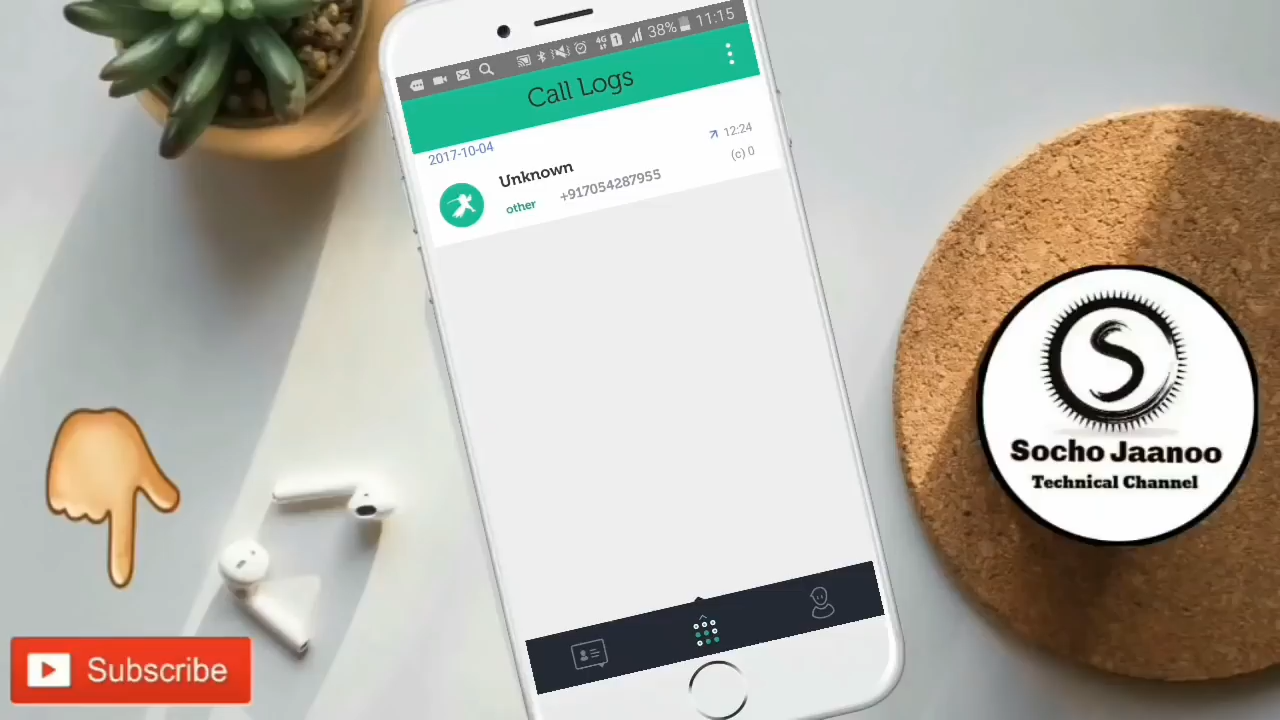 38% 11:15
Call Logs
2017-10-04
Unknown
12:24
other +917054287955
(c) 0
Socho Jaanoo
Technical Channel
Subscribe